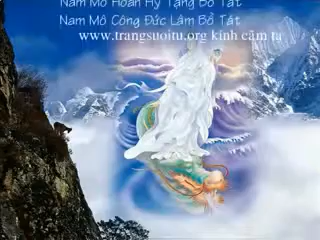 Nam Mô Hoan Hỷ Tạng Bồ Tát
Nam Mô Công Đức Lâm Bồ Tát
www.trangsuoitu.org kính cảm tạ